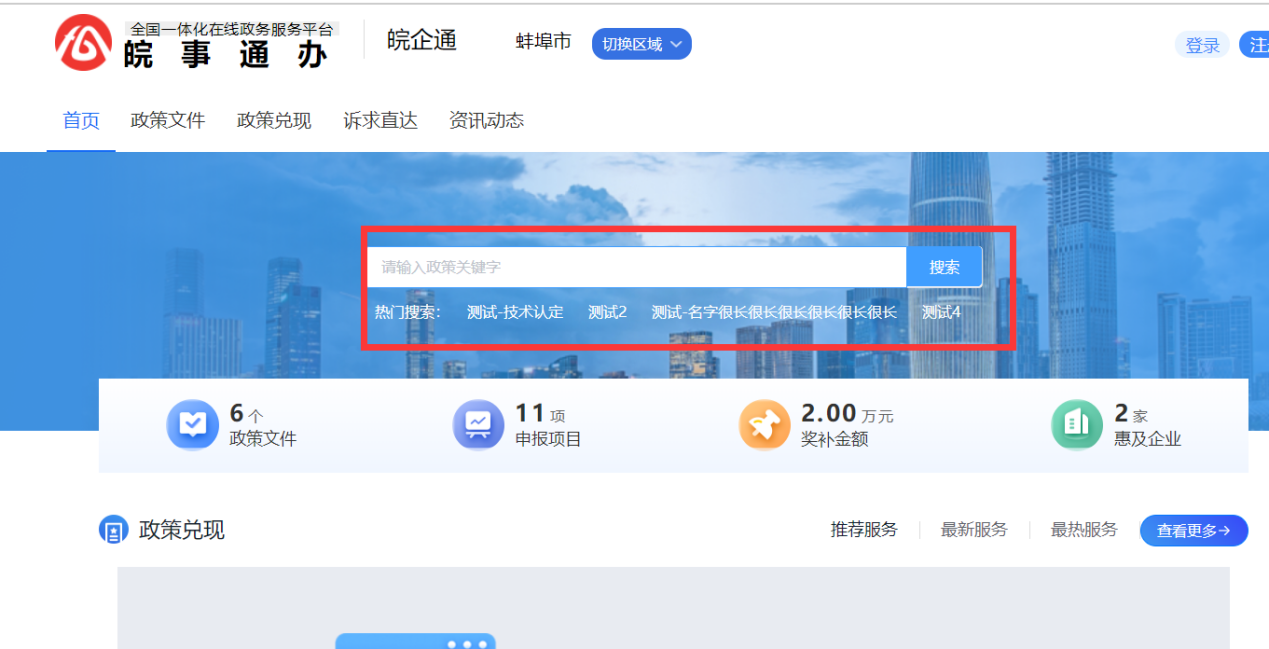 全国一体化在线政务服务平台
皖事通办
皖企通 蚌埠市 切换区域
登录
首页 政策文件 政策兑现 诉求直达 资讯动态
请输入政策关键字 搜索
热门搜索: 测试-技术认定 测试2 测试-名字很长很长很长很长很长很长 测试4
6 个 11 项 2.00 万元 2 家
政策文件 申报项目 奖补金额 惠及企业
政策兑现 推荐服务 最新服务 最热服务 查看更多→